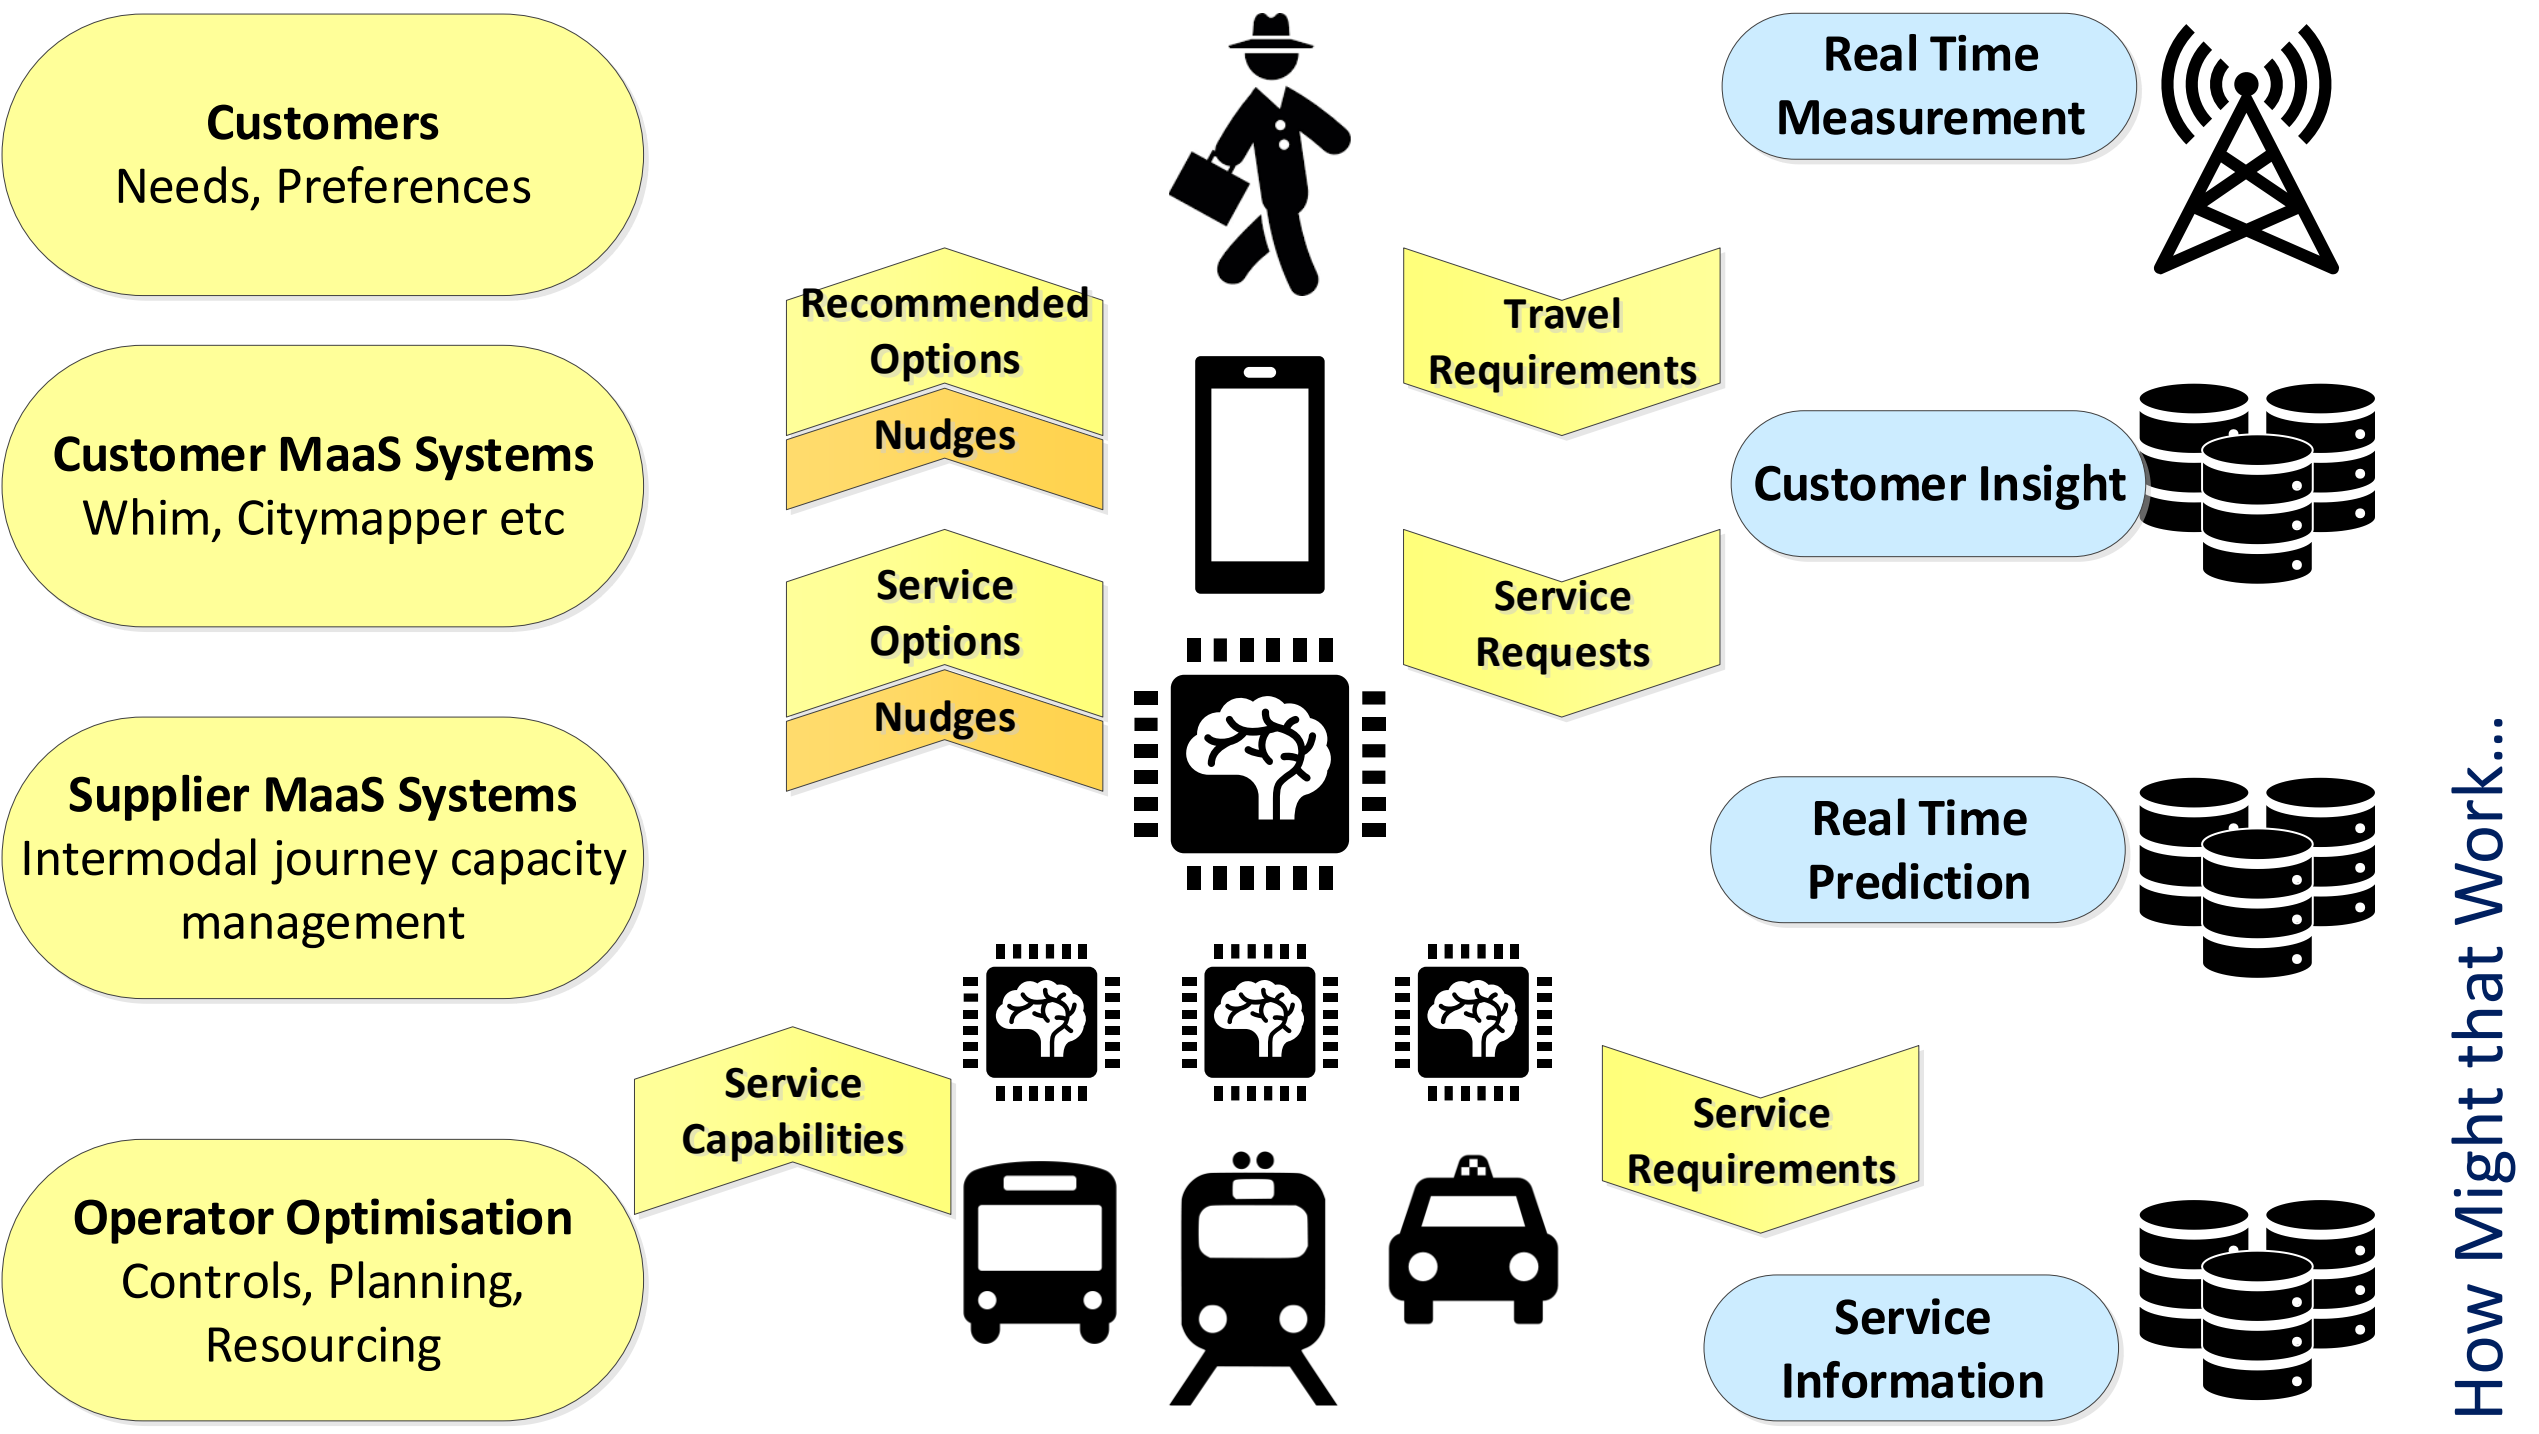 Customers
Needs, Preferences
Customer MaaS Systems
Whim, Citymapper etc
Supplier MaaS Systems
Intermodal journey capacity
management
Operator Optimisation
Controls, Planning,
Resourcing
Recommended
Options
Nudges
Service
Options
Nudges
Service
Capabilities
Travel
Requirements
Service
Requests
Service
Requirements
Real Time
Measurement
Customer Insight
Real Time
Prediction
Service
Information
How Might that Work...